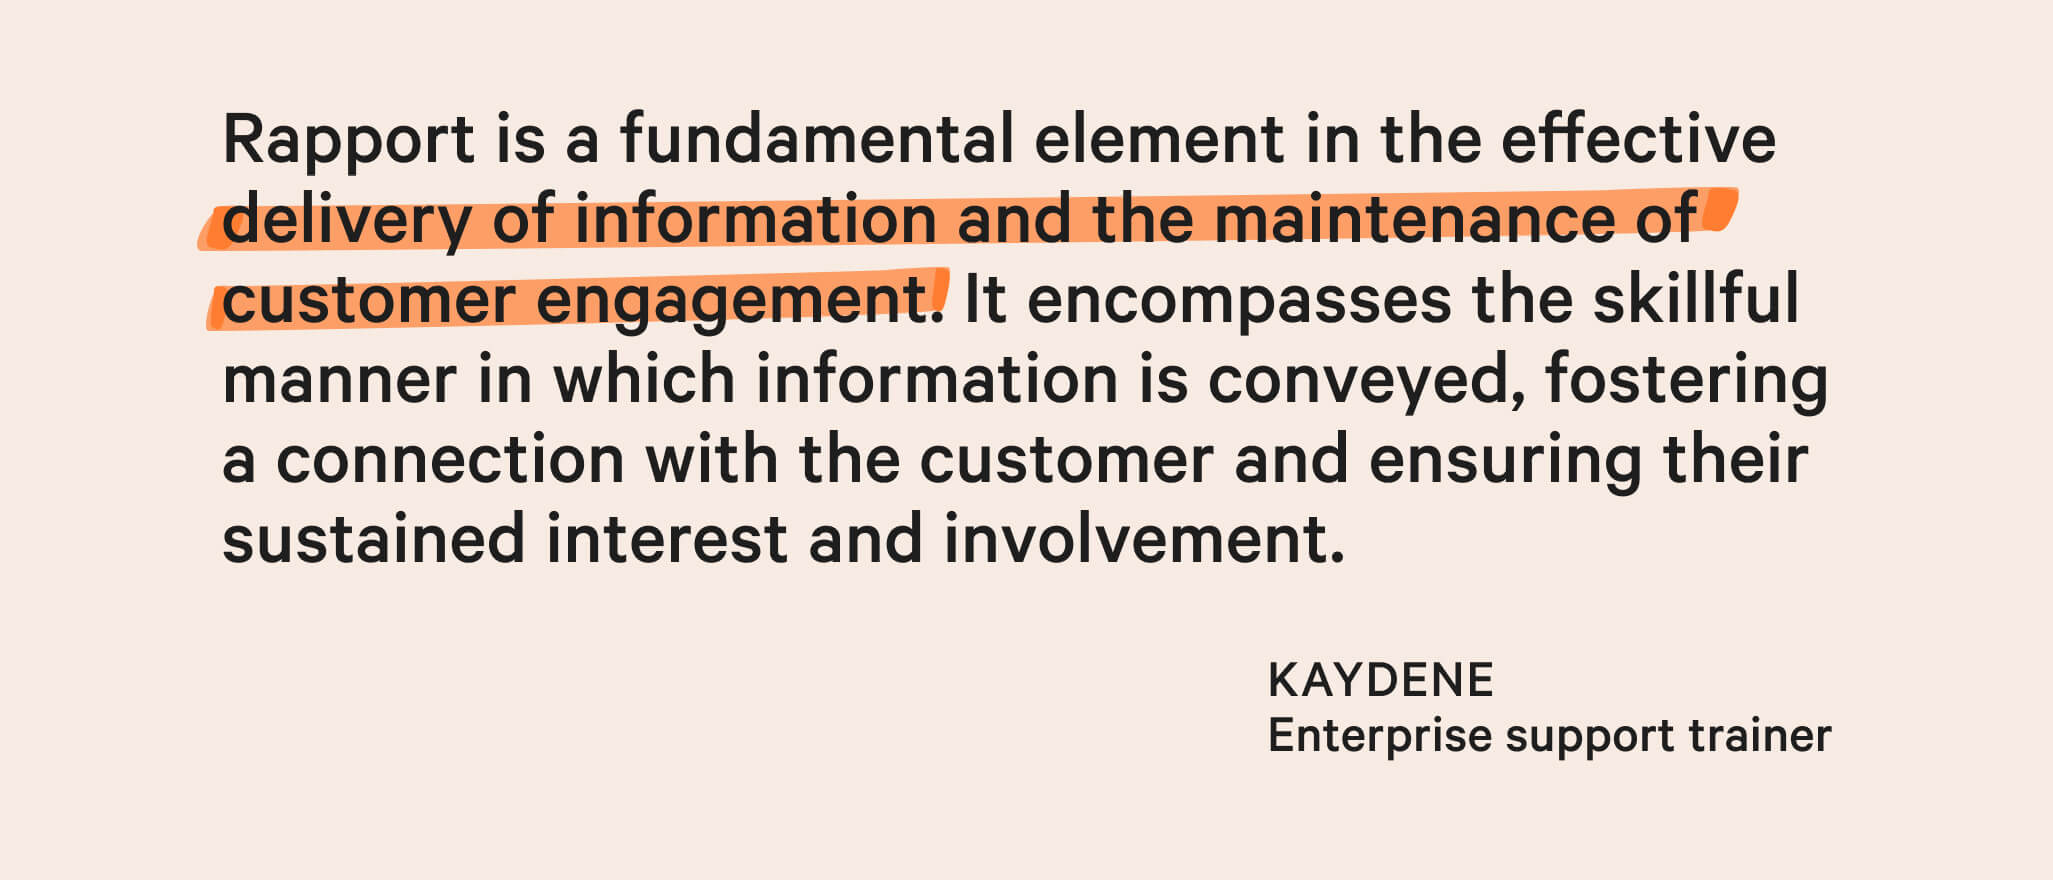 Rapport is a fundamental element in the effective
delivery of information and the maintenance of
customer engagement. It encompasses the skillful
manner in which information is conveyed, fostering
a connection with the customer and ensuring their
sustained interest and involvement.
KAYDENE
Enterprise support trainer